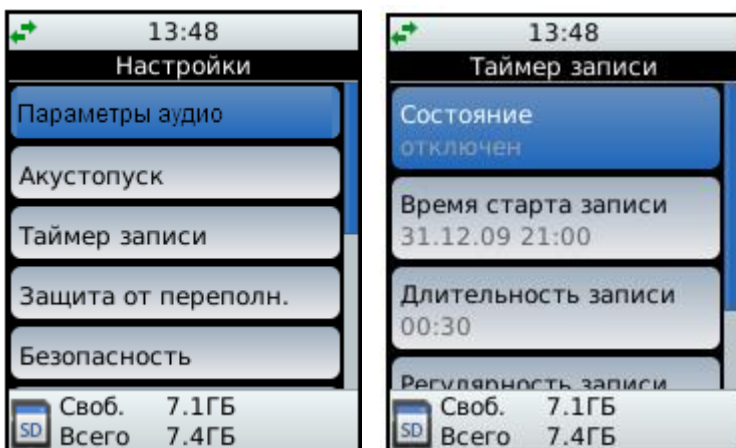 13:48
Настройки
Параметры аудио
Акустопуск
Таймер записи
Защита от переполн.
Безопасность
SD
Своб. 7.1ГБ
Всего 7.4ГБ
13:48
Таймер записи
Состояние
отключен
Время старта записи
31.12.09 21:00
Длительность записи
00:30
Регулярность записи
SD
Своб. 7.1ГБ
Всего 7.4ГБ